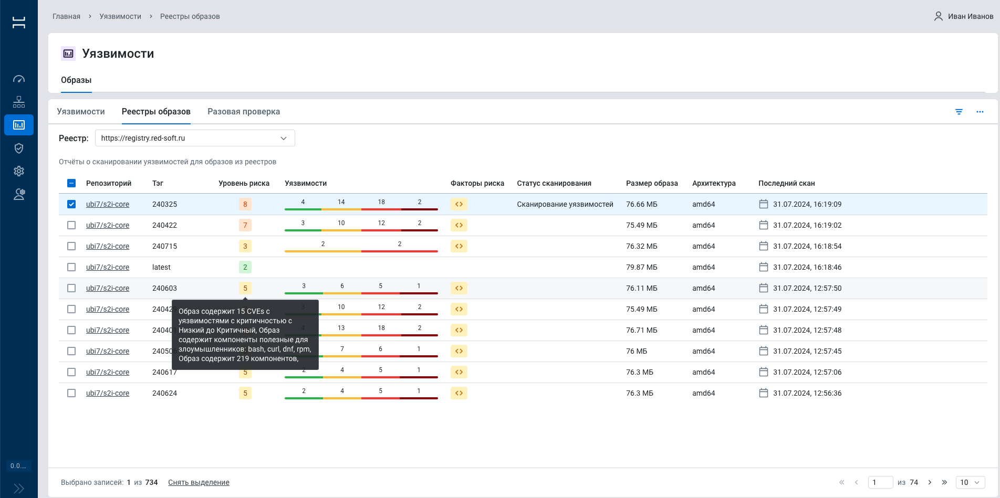 Главная > Уязвимости > Реестры образов
Иван Иванов
Уязвимости
Образы
Уязвимости Реестры образов Разовая проверка
Реестр: https://registry.red-soft.ru
Отчёты о сканировании уязвимостей для образов из реестров
Репозиторий Тэг Уровень риска Уязвимости Факторы риска Статус сканирования Размер образа Архитектура Последний скан
ubi7/s2i-core 240325 8 4 14 18 2 Сканирование уязвимостей 76.66 МБ amd64 31.07.2024, 16:19:09
ubi7/s2i-core 240422 7 3 10 12 2 75.49 МБ amd64 31.07.2024, 16:19:02
ubi7/s2i-core 240715 3 2 2 76.32 МБ amd64 31.07.2024, 16:18:54
ubi7/s2i-core latest 2 79.87 МБ amd64 31.07.2024, 16:18:46
ubi7/s2i-core 240603 5 3 6 5 1 76.11 МБ amd64 31.07.2024, 12:57:50
ubi7/s2i-core 3 10 12 2 75.49 МБ amd64 31.07.2024, 12:57:49
ubi7/s2i-core 4 13 18 2 76.71 МБ amd64 31.07.2024, 12:57:48
ubi7/s2i-core 7 6 1 76 МБ amd64 31.07.2024, 12:57:45
ubi7/s2i-core 240617 5 2 4 5 1 76.3 МБ amd64 31.07.2024, 12:57:06
ubi7/s2i-core 240624 5 2 4 5 1 76.3 МБ amd64 31.07.2024, 12:56:36
Образ содержит 15 CVEs с
уязвимостями с критичностью с
Низкий до Критичный, Образ
содержит компоненты полезные для
злоумышленников: bash, curl, dnf, rpm,
Образ содержит 219 компонентов,
0.0....
Выбрано записей: 1 из 734 Снять выделение
1 из 74 10